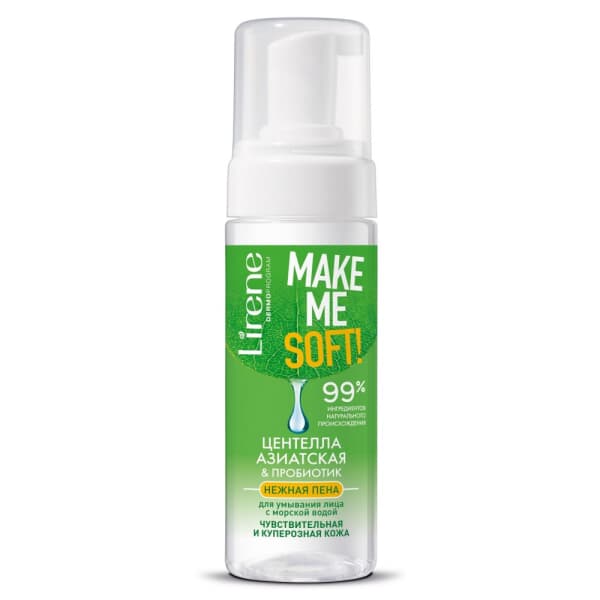 Lirene
DERMOPROGRAM
MAKE
ME
SOFT!
99%
ИНГРЕДИЕНТОВ
НАТУРАЛЬНОГО
ПРОИСХОЖДЕНИЯ
ЦЕНТЕЛЛА
АЗИАТСКАЯ
& ПРОБИОТИК
НЕЖНАЯ ПЕНА
для умывания лица
с морской водой
ЧУВСТВИТЕЛЬНАЯ
И КУПЕРОЗНАЯ КОЖА